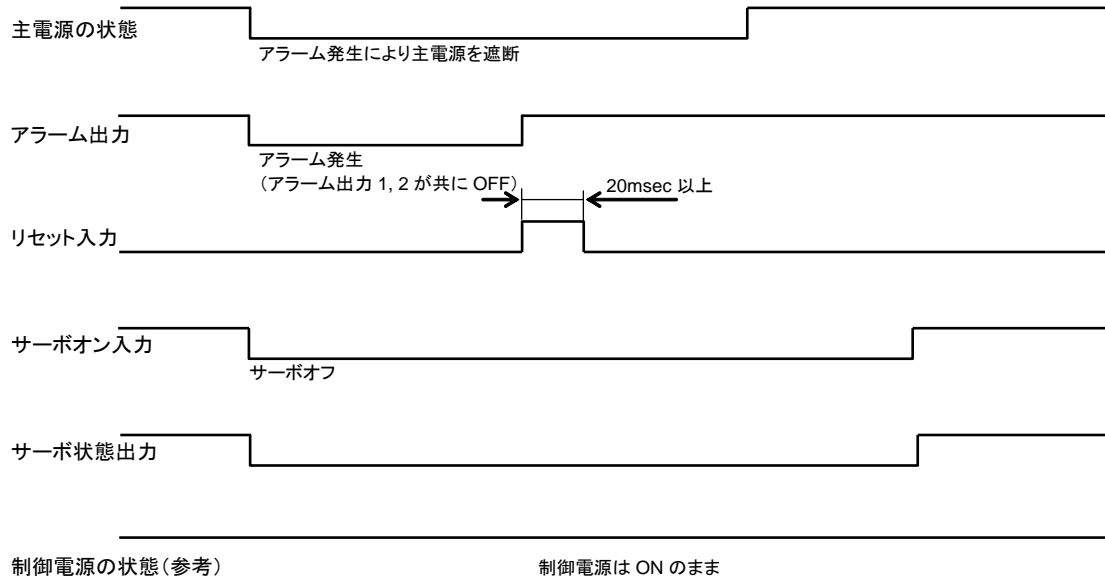 主電源の状態
アラーム発生により主電源を遮断
アラーム出力
アラーム発生
（アラーム出力 1, 2 が共に OFF）
20msec 以上
リセット入力
サーボオン入力
サーボオフ
サーボ状態出力
制御電源の状態（参考）
制御電源は ON のまま